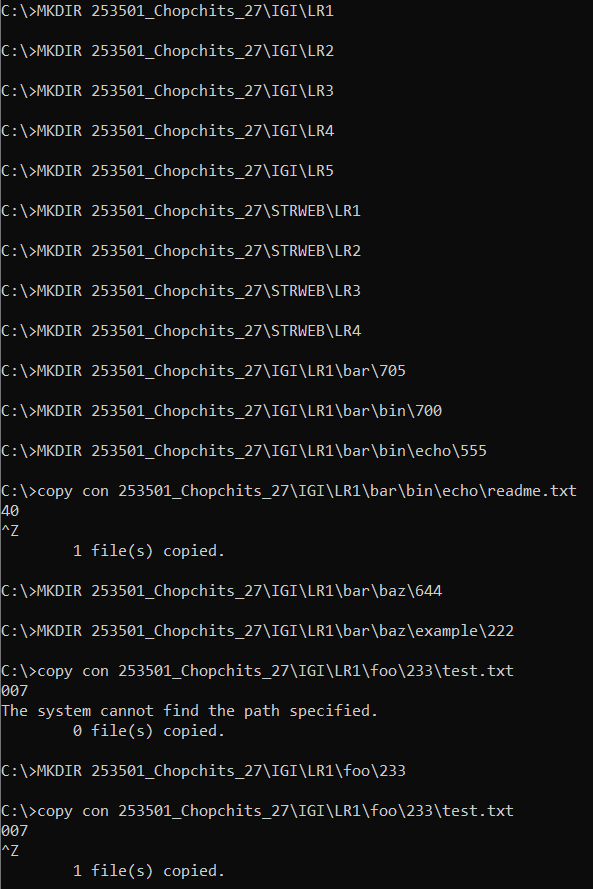 C:\>MKDIR 253501_Chopchits_27\IGI\LR1
C:\>MKDIR 253501_Chopchits_27\IGI\LR2
C:\>MKDIR 253501_Chopchits_27\IGI\LR3
C:\>MKDIR 253501_Chopchits_27\IGI\LR4
C:\>MKDIR 253501_Chopchits_27\IGI\LR5
C:\>MKDIR 253501_Chopchits_27\STRWEB\LR1
C:\>MKDIR 253501_Chopchits_27\STRWEB\LR2
C:\>MKDIR 253501_Chopchits_27\STRWEB\LR3
C:\>MKDIR 253501_Chopchits_27\STRWEB\LR4
C:\>MKDIR 253501_Chopchits_27\IGI\LR1\bar\705
C:\>MKDIR 253501_Chopchits_27\IGI\LR1\bar\bin\700
C:\>MKDIR 253501_Chopchits_27\IGI\LR1\bar\bin\echo\555
C:\>copy con 253501_Chopchits_27\IGI\LR1\bar\bin\echo\readme.txt
40
^Z
        1 file(s) copied.
C:\>MKDIR 253501_Chopchits_27\IGI\LR1\bar\baz\644
C:\>MKDIR 253501_Chopchits_27\IGI\LR1\bar\baz\example\222
C:\>copy con 253501_Chopchits_27\IGI\LR1\foo\233\test.txt
007
The system cannot find the path specified.
        0 file(s) copied.
C:\>MKDIR 253501_Chopchits_27\IGI\LR1\foo\233
C:\>copy con 253501_Chopchits_27\IGI\LR1\foo\233\test.txt
007
^Z
        1 file(s) copied.